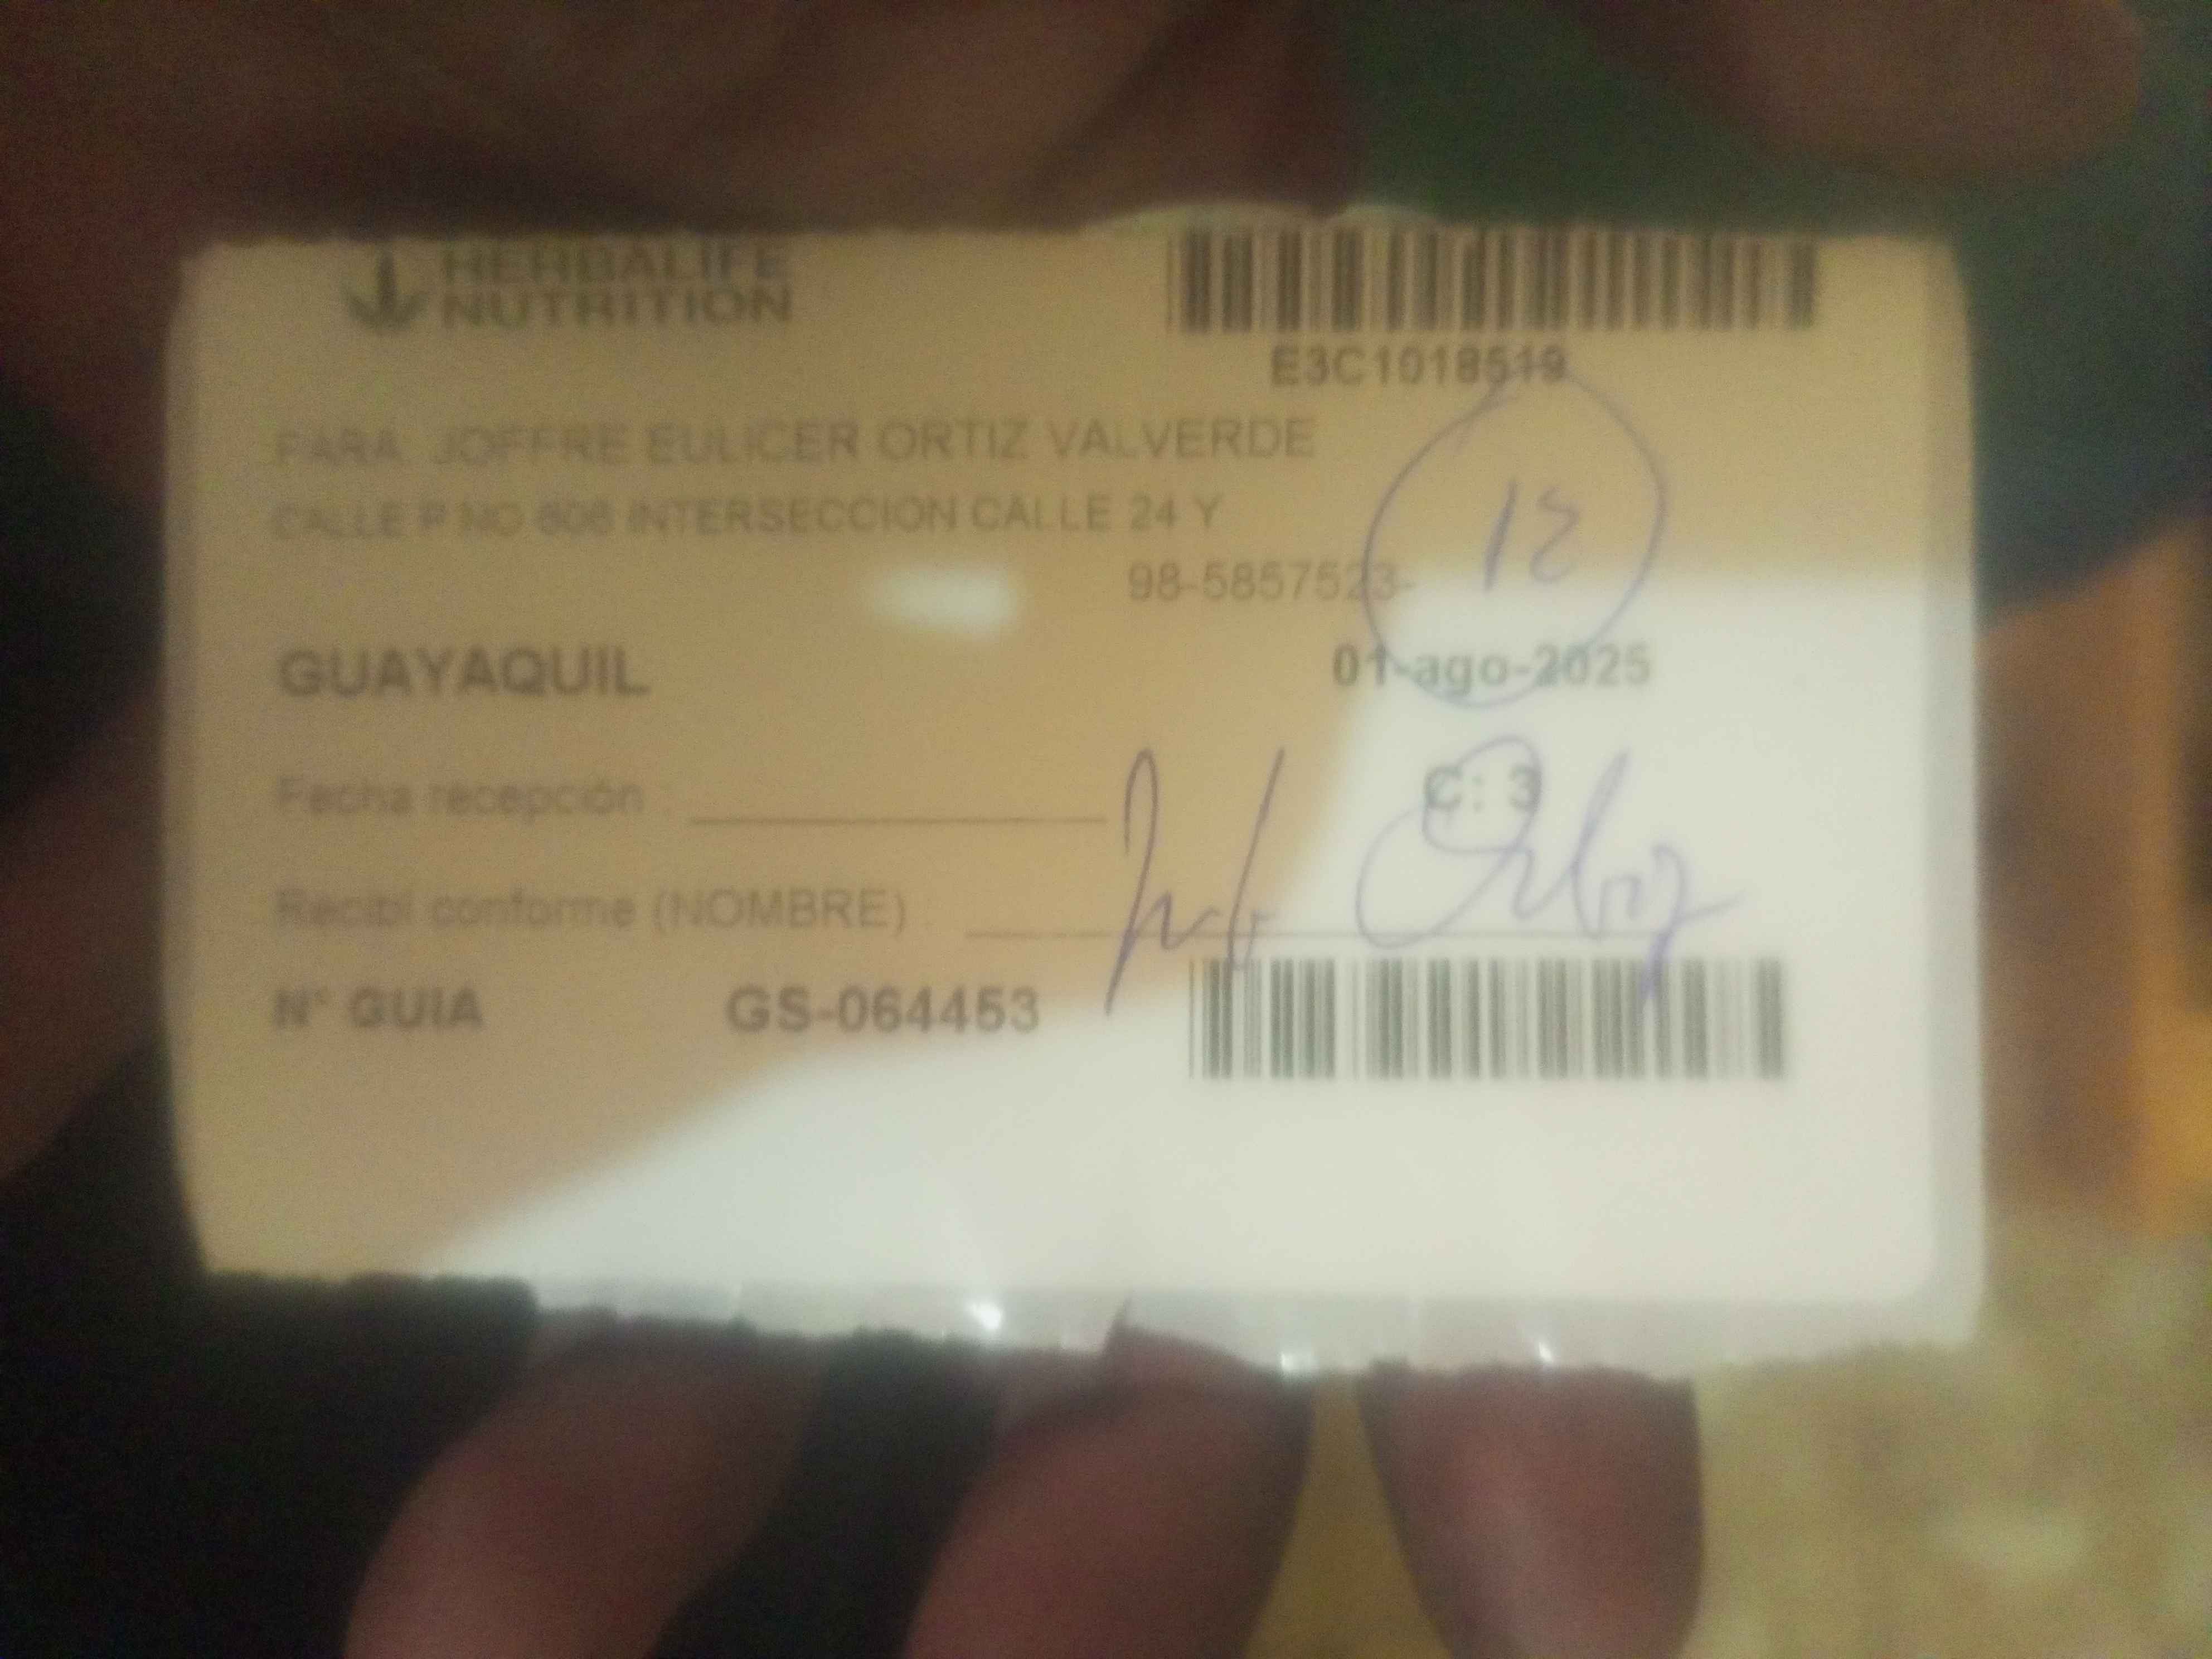 HERBALIFE
NUTRITION
E3C1018519
PARA: JOFFRE EULICER ORTIZ VALVERDE
CALLE P NO 606 INTERSECCION CALLE 24 Y
12
98-5857523-
GUAYAQUIL
01-ago-2025
Fecha recepción :
C: 3
Recibí conforme (NOMBRE) :
Ortiz
N° GUIA
GS-064453